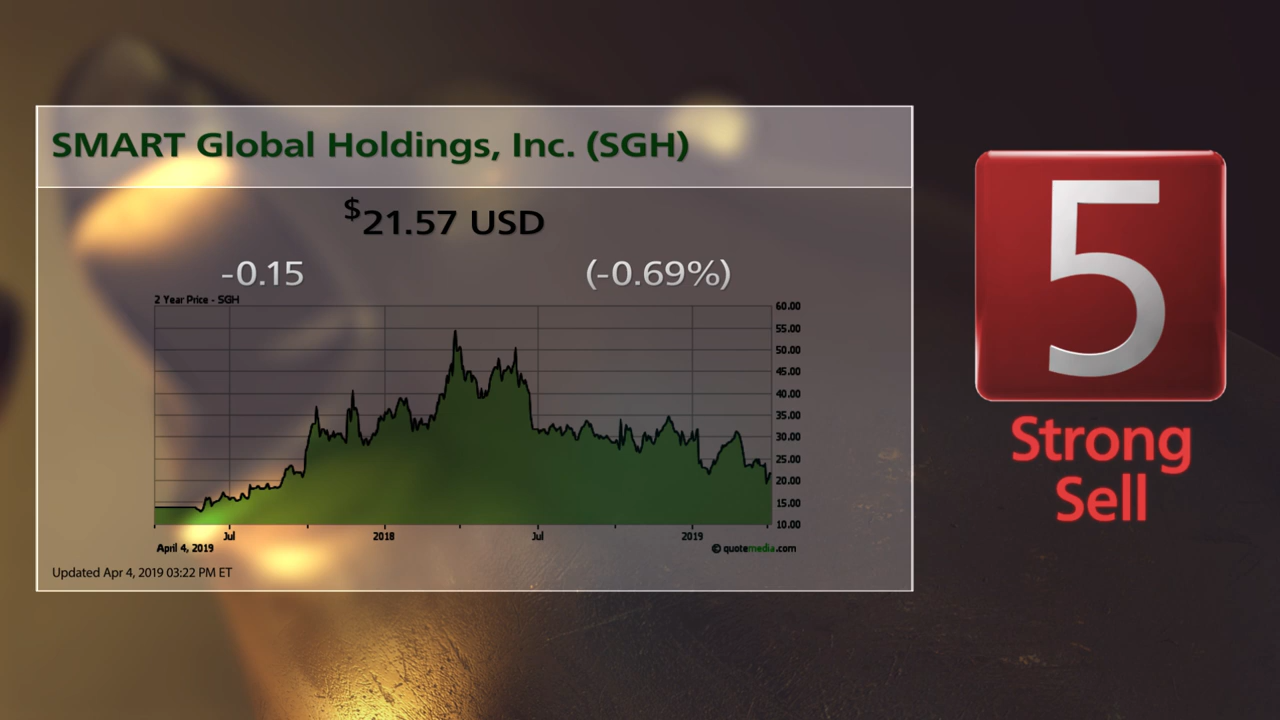 SMART Global Holdings, Inc. (SGH)
$21.57 USD
-0.15 (-0.69%)
2 Year Price - SGH
60.00
55.00
50.00
45.00
40.00
35.00
30.00
25.00
20.00
15.00
10.00
Jul 2018 Jul 2019
April 4, 2019 © quotemedia.com
Updated Apr 4, 2019 03:22 PM ET
5
Strong
Sell